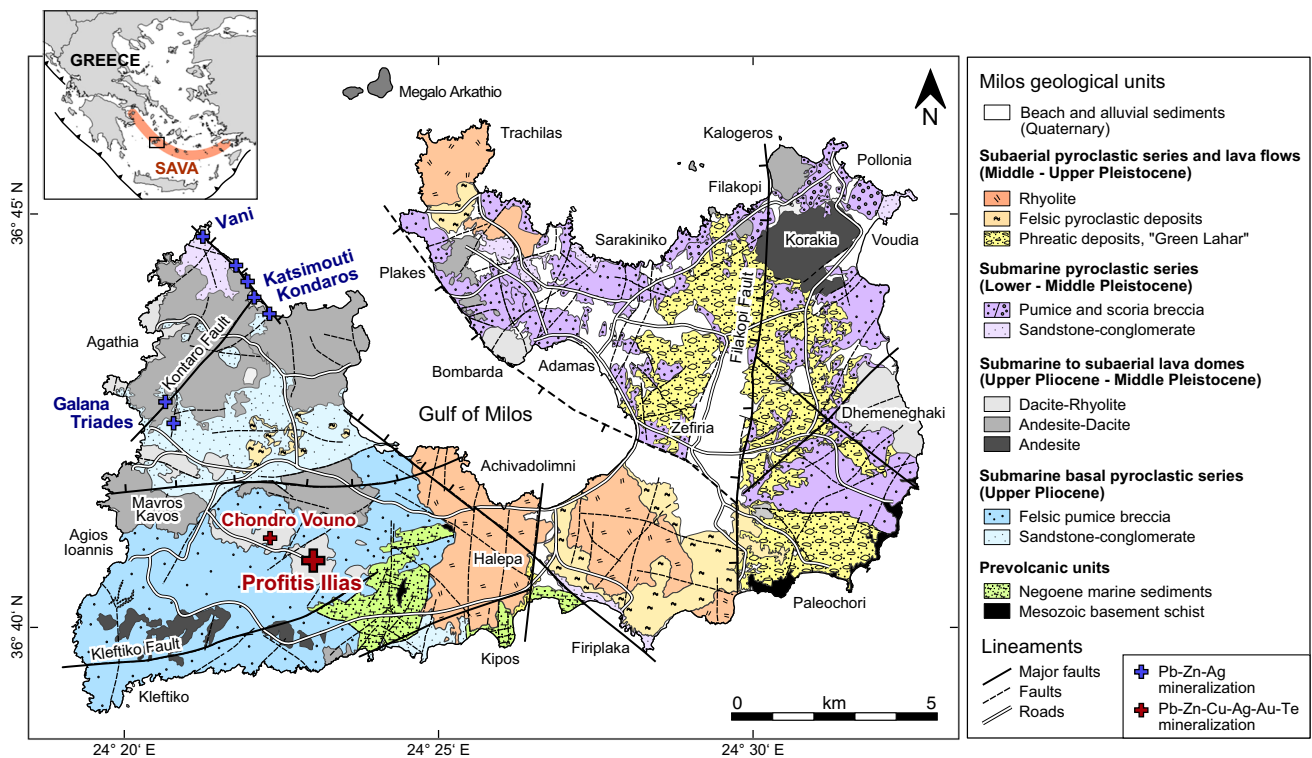 GREECE
SAVA
Megalo Arkathio
N
Trachilas
Kalogeros
Pollonia
Filakopi
36° 45' N
Vani
Sarakiniko
Korakia
Voudia
Katsimouti
Kondaros
Plakes
Agathia
Kontaro Fault
Filakopi Fault
Bombarda
Adamas
Galana
Triades
Gulf of Milos
Dhemeneghaki
Zefiria
Achivadolimni
Mavros
Kavos
Chondro Vouno
Agios
Ioannis
Halepa
Profitis Ilias
Paleochori
36° 40' N
Kleftiko Fault
Kipos
Firiplaka
Kleftiko
0 km 5
24° 20' E
24° 25' E
24° 30' E
Milos geological units
Beach and alluvial sediments
(Quaternary)
Subaerial pyroclastic series and lava flows
(Middle - Upper Pleistocene)
Rhyolite
Felsic pyroclastic deposits
Phreatic deposits, "Green Lahar"
Submarine pyroclastic series
(Lower - Middle Pleistocene)
Pumice and scoria breccia
Sandstone-conglomerate
Submarine to subaerial lava domes
(Upper Pliocene - Middle Pleistocene)
Dacite-Rhyolite
Andesite-Dacite
Andesite
Submarine basal pyroclastic series
(Upper Pliocene)
Felsic pumice breccia
Sandstone-conglomerate
Prevolcanic units
Negoene marine sediments
Mesozoic basement schist
Lineaments
Major faults
Faults
Roads
Pb-Zn-Ag
mineralization
Pb-Zn-Cu-Ag-Au-Te
mineralization